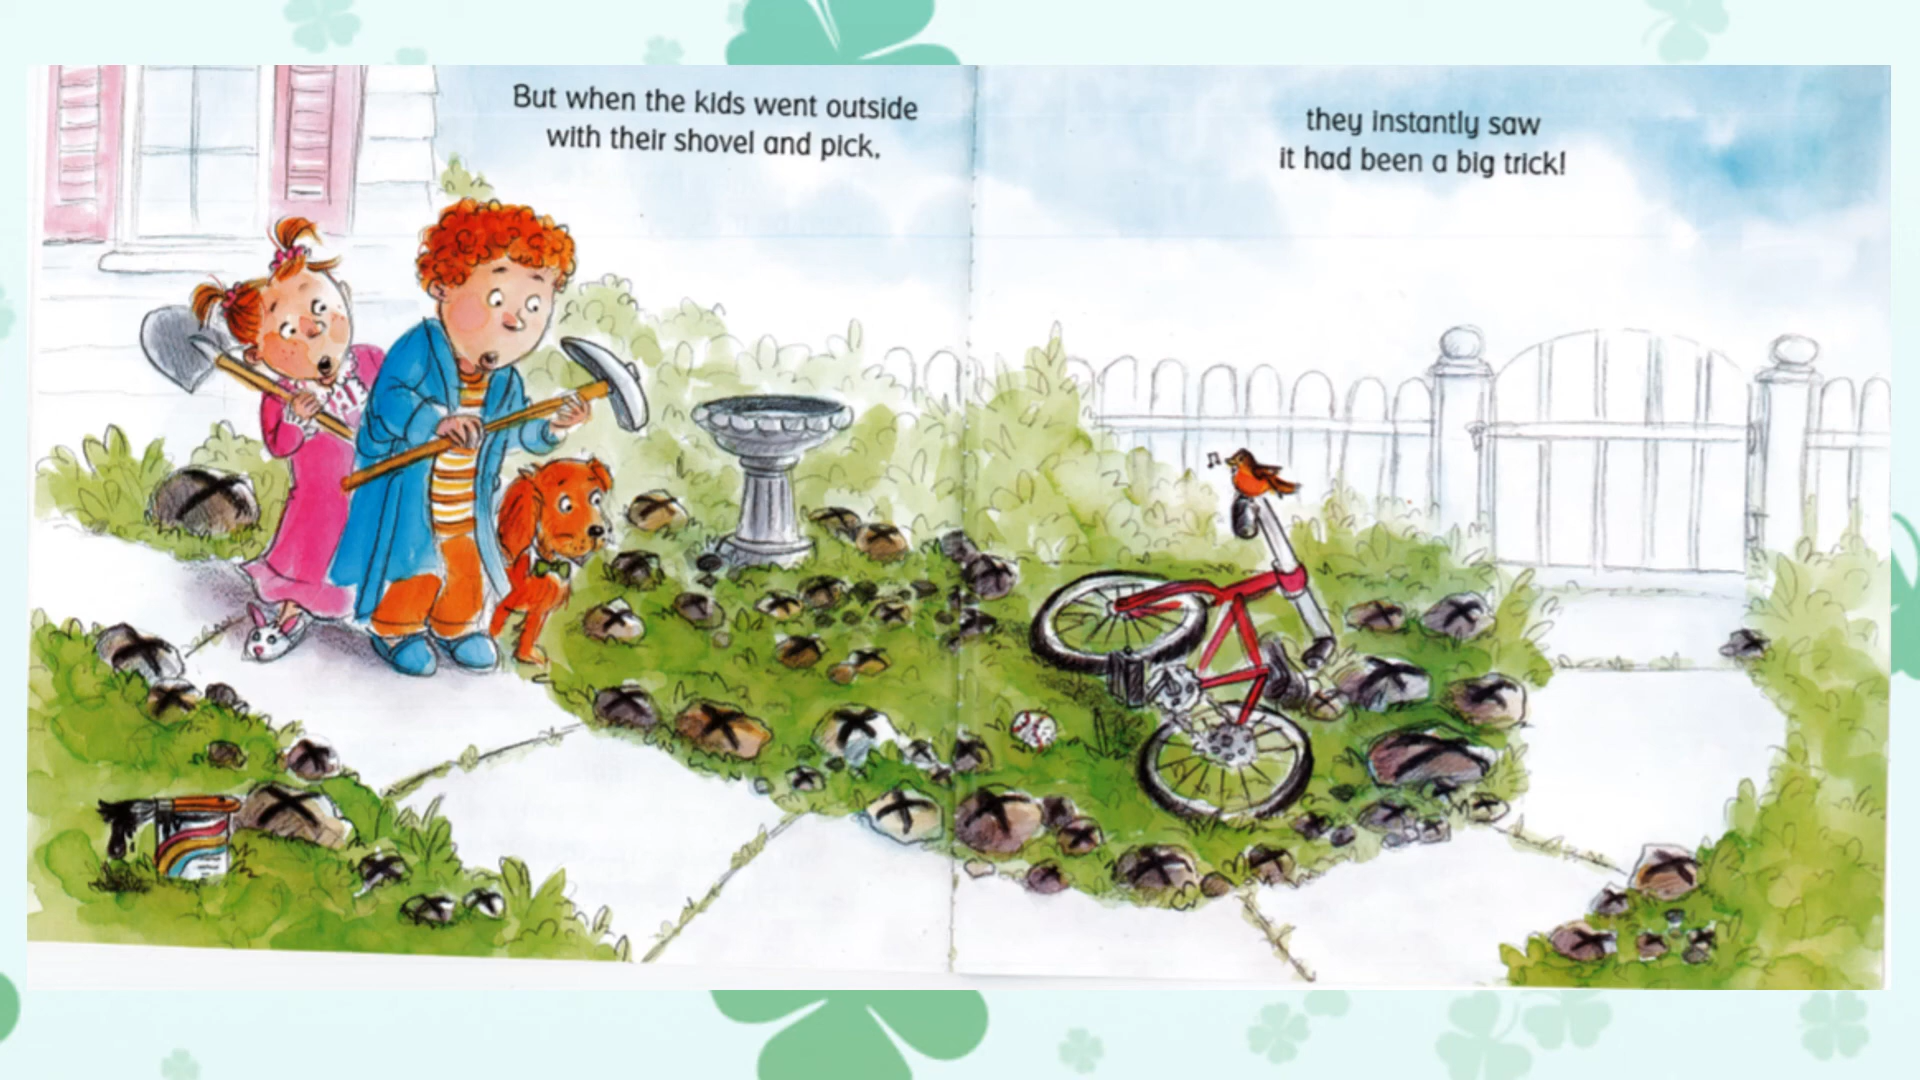 But when the kids went outside
with their shovel and pick,
they instantly saw
it had been a big trick!